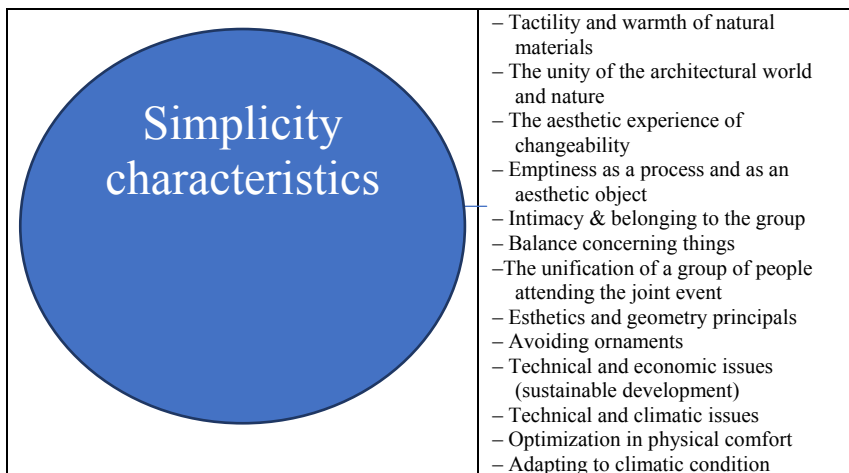 Simplicity
characteristics
– Tactility and warmth of natural
materials
– The unity of the architectural world
and nature
– The aesthetic experience of
changeability
– Emptiness as a process and as an
aesthetic object
– Intimacy & belonging to the group
– Balance concerning things
–The unification of a group of people
attending the joint event
– Esthetics and geometry principals
– Avoiding ornaments
– Technical and economic issues
(sustainable development)
– Technical and climatic issues
– Optimization in physical comfort
– Adapting to climatic condition